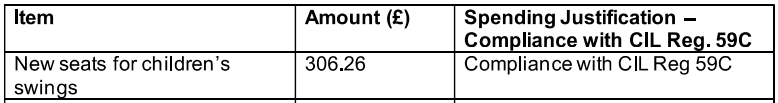 Item Amount (£) Spending Justification –
Compliance with CIL Reg. 59C
New seats for children's 306.26 Compliance with CIL Reg 59C
swings